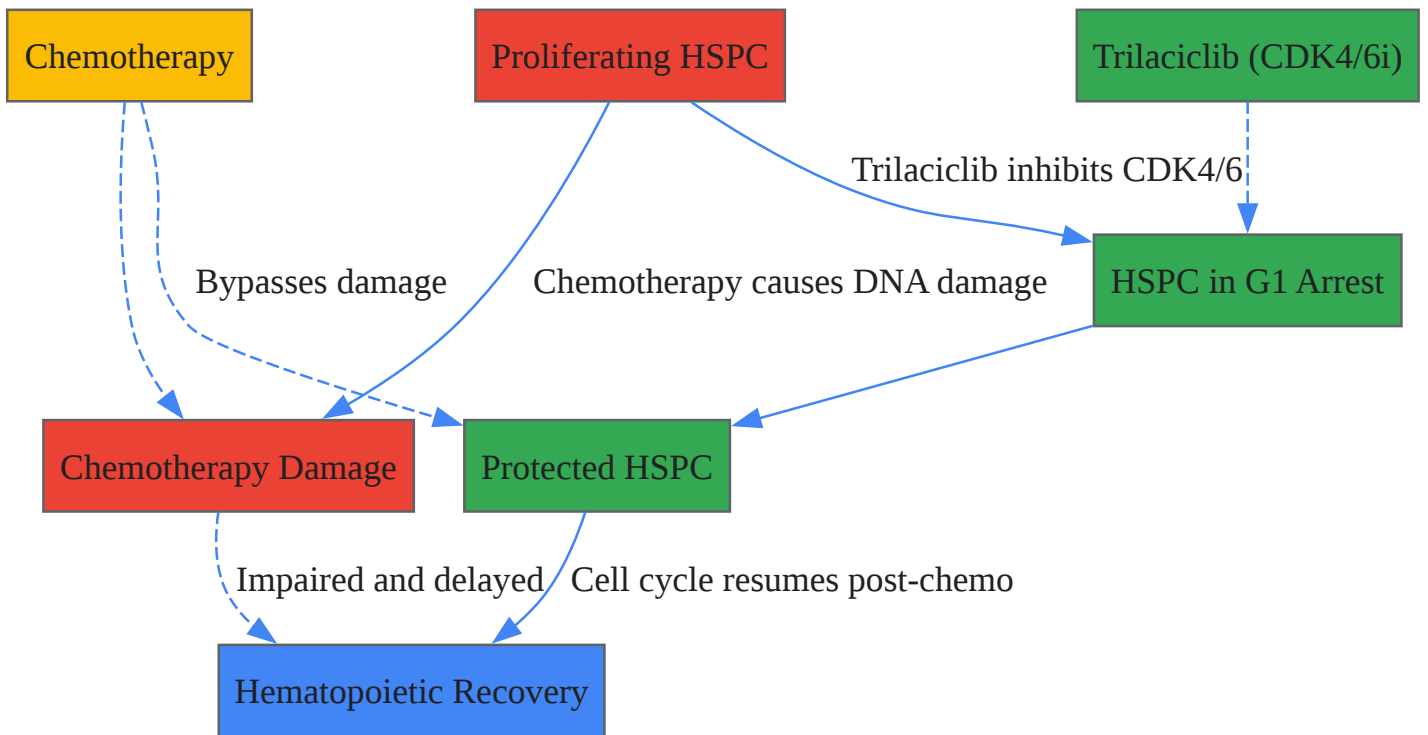 Chemotherapy
Proliferating HSPC
Trilaciclib (CDK4/6i)
Trilaciclib inhibits CDK4/6
Bypasses damage
Chemotherapy causes DNA damage
HSPC in G1 Arrest
Chemotherapy Damage
Protected HSPC
Impaired and delayed
Cell cycle resumes post-chemo
Hematopoietic Recovery